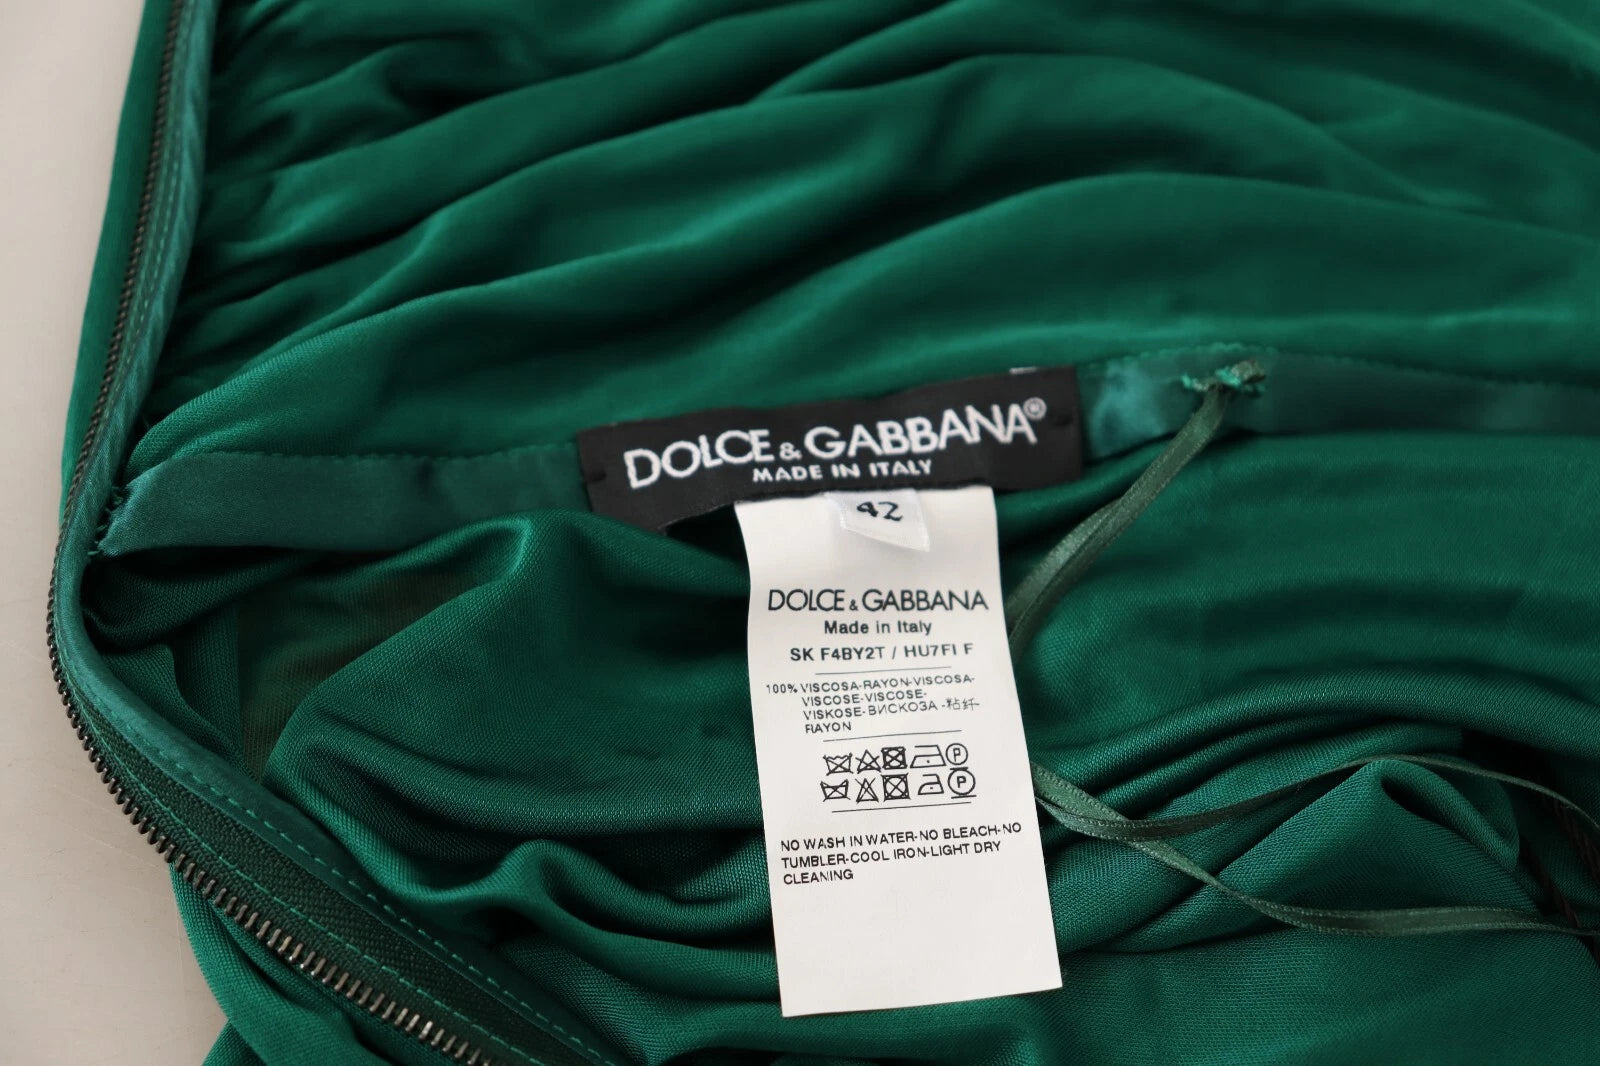 DOLCE & GABBANA®
MADE IN ITALY
42
DOLCE & GABBANA
Made in Italy
SK F4BY2T / HU7FI F
100% VISCOSA-RAYON-VISCOSA-
VISCOSE-VISCOSE-
VISKOSE-ВИСКОЗА -粘纤-
RAYON
P
P
NO WASH IN WATER-NO BLEACH-NO
TUMBLER-COOL IRON-LIGHT DRY
CLEANING